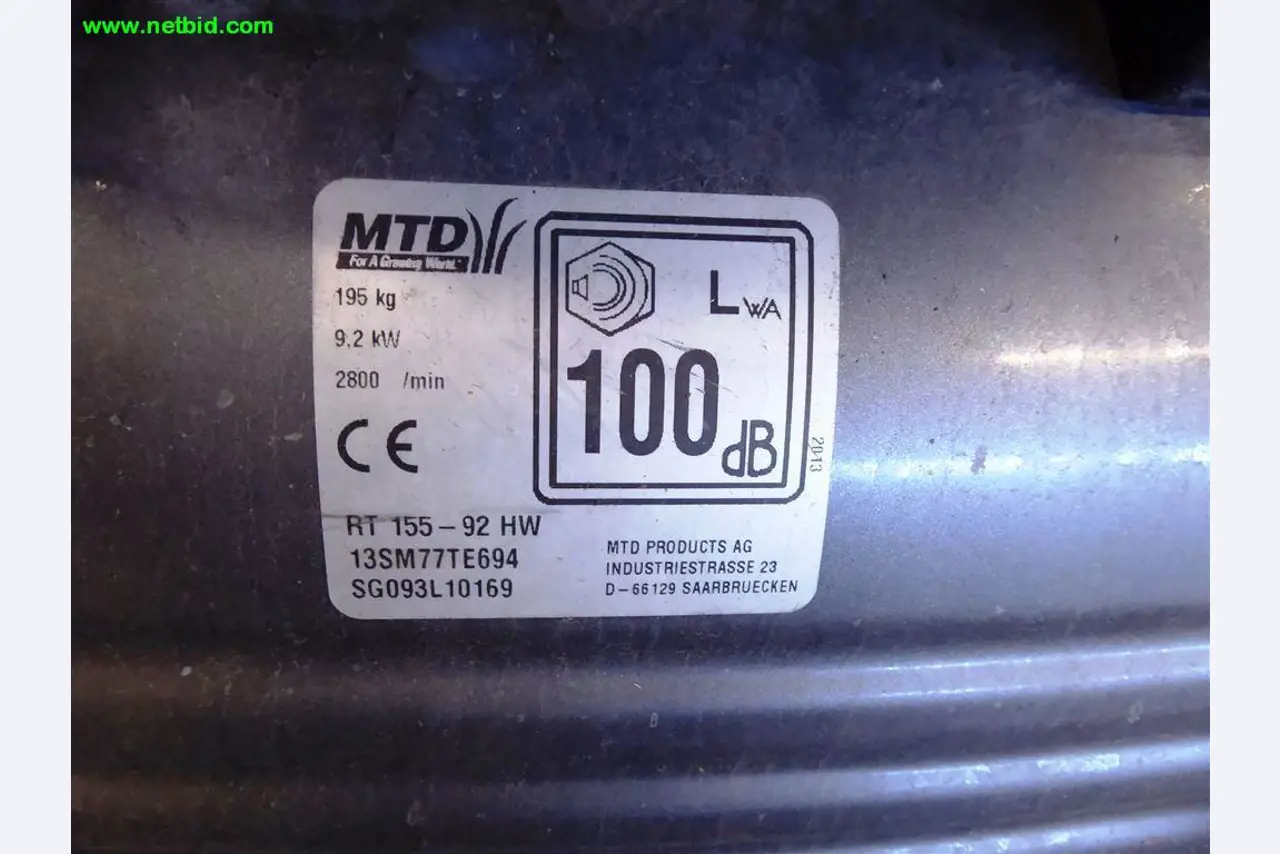 www.netbid.com
MTD
For A Growing World.
195 kg
9.2 kW
2800 /min
CE
LWA
100 dB
2013
RT 155-92 HW
13SM77TE694
SG093L10169
MTD PRODUCTS AG
INDUSTRIESTRASSE 23
D-66129 SAARBRUECKEN